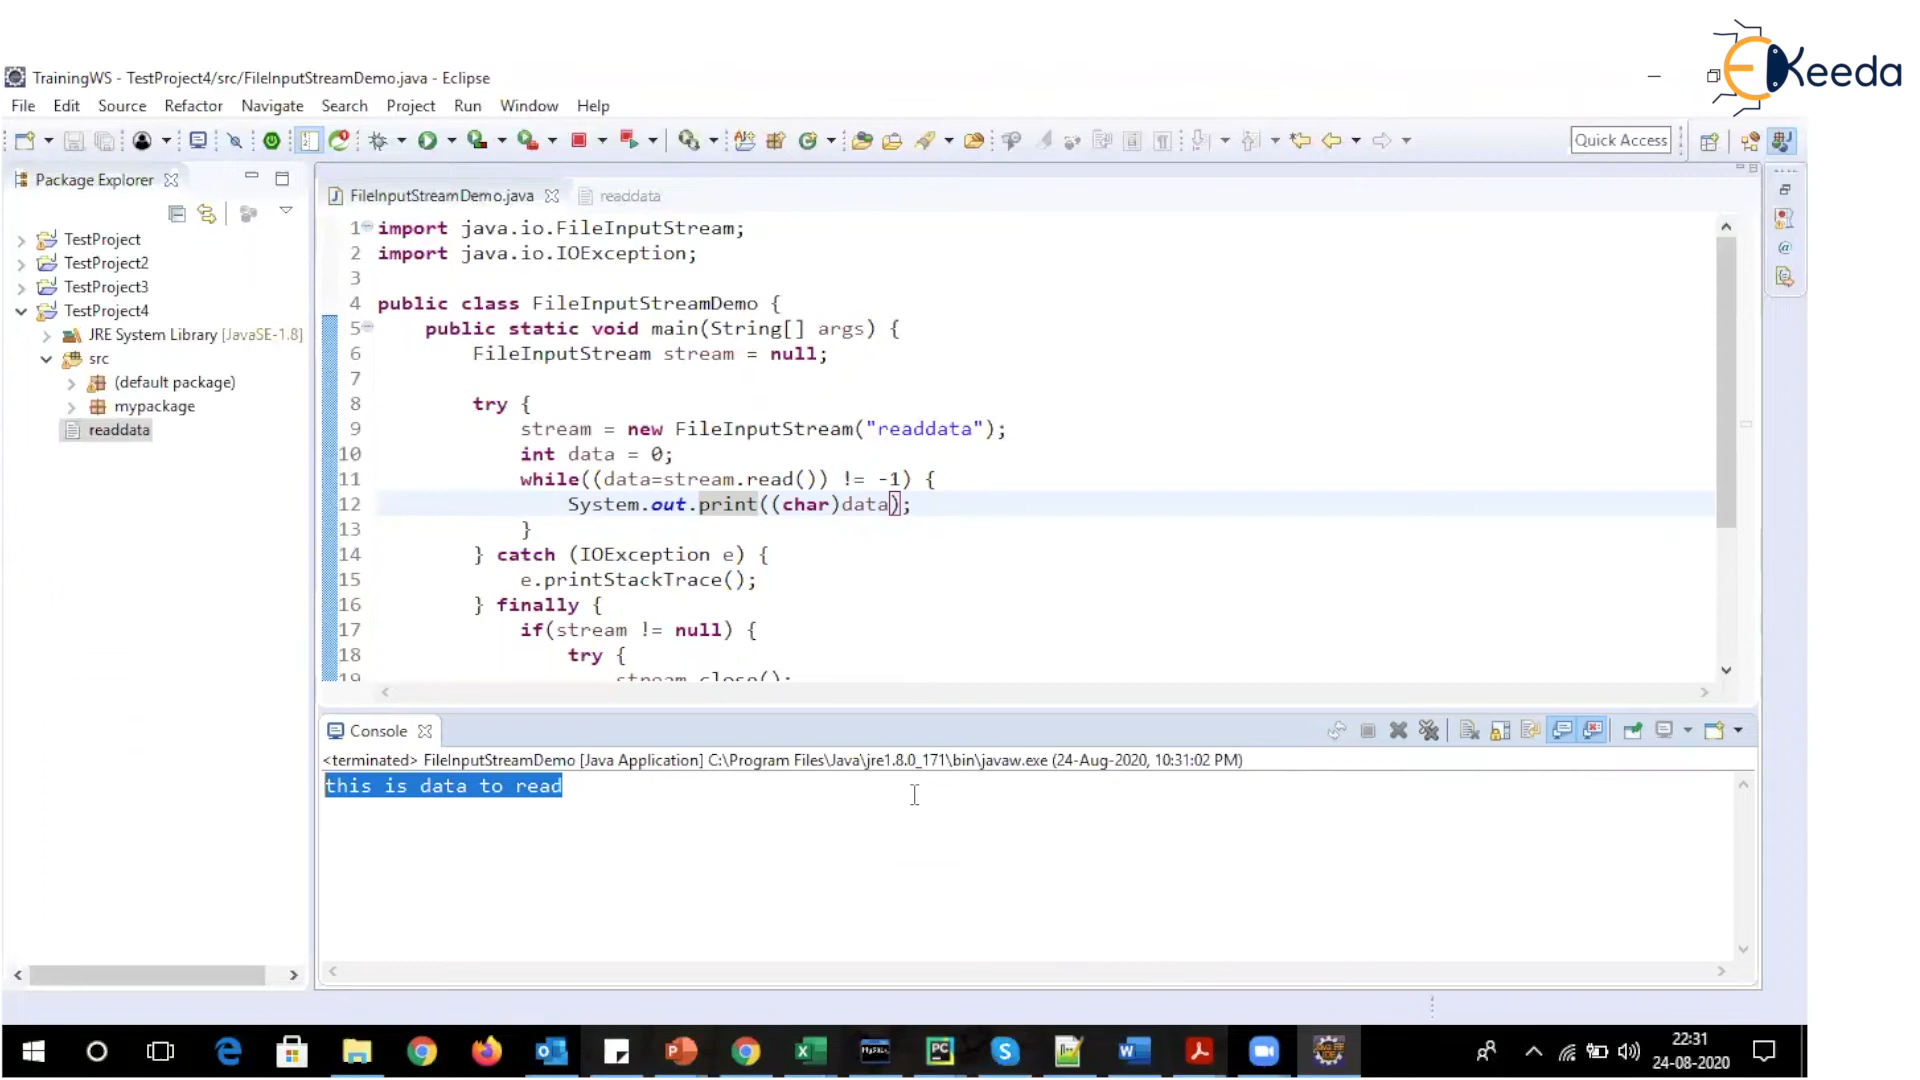 Keeda
TrainingWS - TestProject4/src/FileInputStreamDemo.java - Eclipse
File Edit Source Refactor Navigate Search Project Run Window Help
Quick Access
Package Explorer
TestProject
TestProject2
TestProject3
TestProject4
JRE System Library [JavaSE-1.8]
src
(default package)
mypackage
readdata
FileInputStreamDemo.java readdata
1 import java.io.FileInputStream;
2 import java.io.IOException;
3
4 public class FileInputStreamDemo {
5 public static void main(String[] args) {
6 FileInputStream stream = null;
7
8 try {
9 stream = new FileInputStream("readdata");
10 int data = 0;
11 while((data=stream.read()) != -1) {
12 System.out.print((char)data);
13 }
14 } catch (IOException e) {
15 e.printStackTrace();
16 } finally {
17 if(stream != null) {
18 try {
19 stream.close();
Console
<terminated> FileInputStreamDemo [Java Application] C:\Program Files\Java\jre1.8.0_171\bin\javaw.exe (24-Aug-2020, 10:31:02 PM)
this is data to read
22:31
24-08-2020